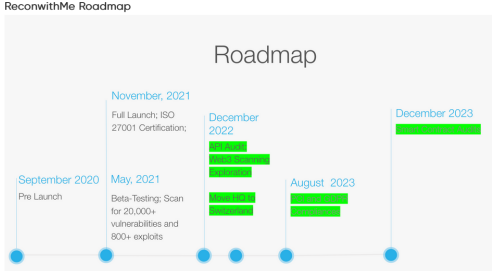 ReconwithMe Roadmap
Roadmap
November, 2021
Full Launch; ISO
27001 Certification;
December
2022
API Audit;
Web3 Scanning
Exploration
Move HQ to
Switzerland
December 2023
September 2020
Pre Launch
May, 2021
Beta-Testing; Scan
for 20,000+
vulnerabilities and
800+ exploits
August 2023